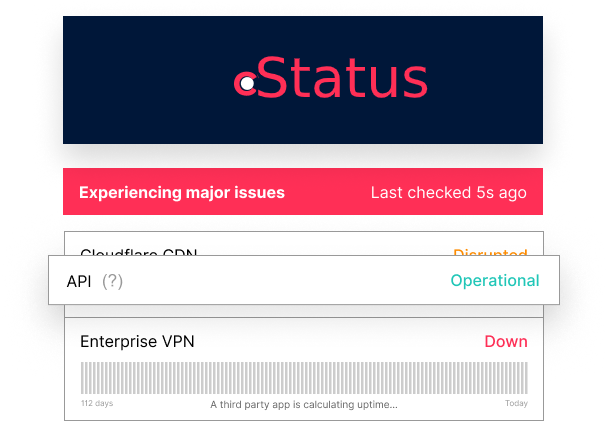 cStatus
Experiencing major issues Last checked 5s ago
Cloudflare CDN Disrupted
API (?) Operational
Enterprise VPN Down
112 days A third party app is calculating uptime... Today